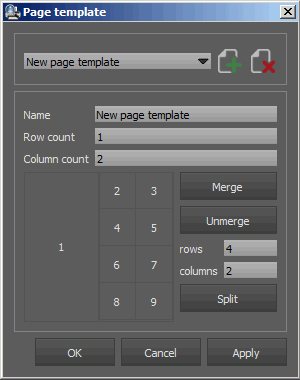 Page template
New page template
Name New page template
Row count 1
Column count 2
2 3 Merge
4 5 Unmerge
1
rows 4
6 7
columns 2
8 9 Split
OK Cancel Apply